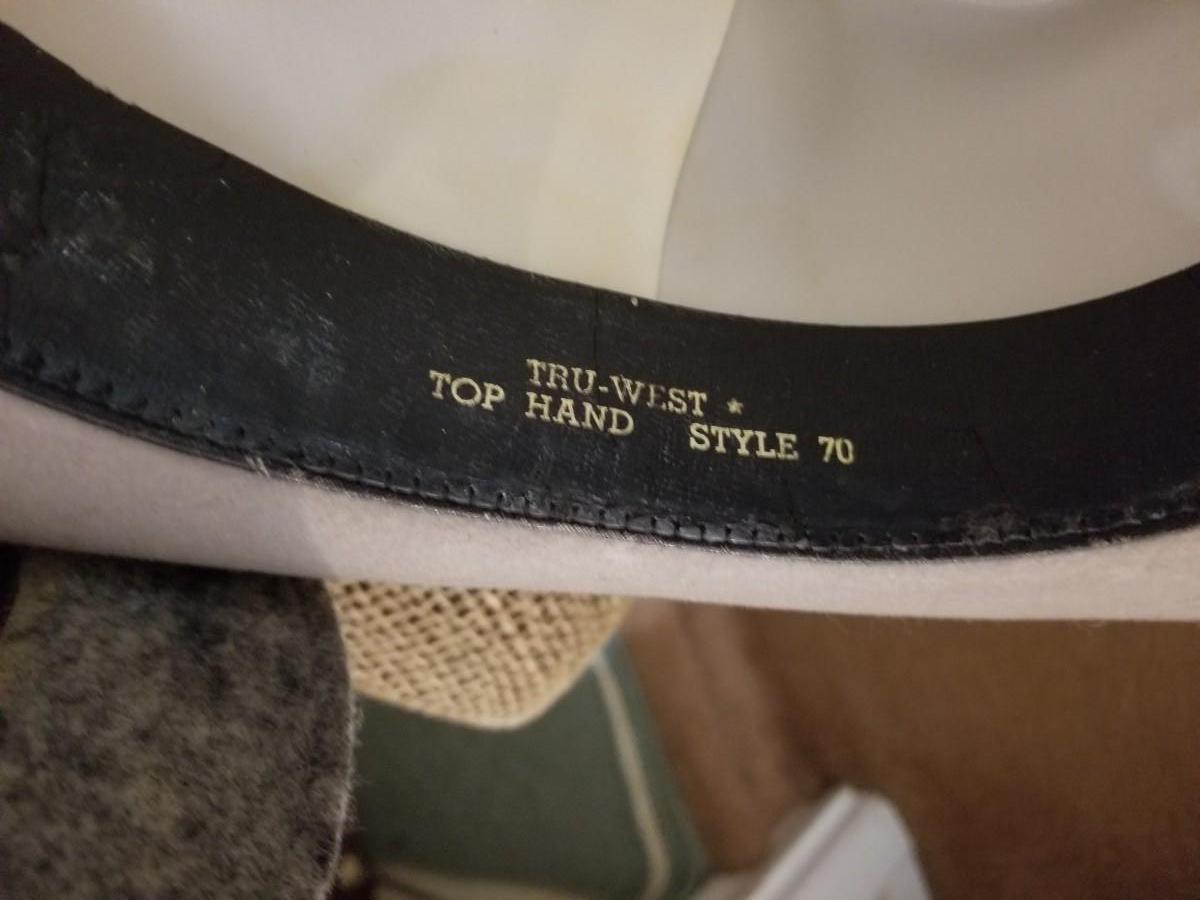 TRU-WEST ★
TOP HAND STYLE 70